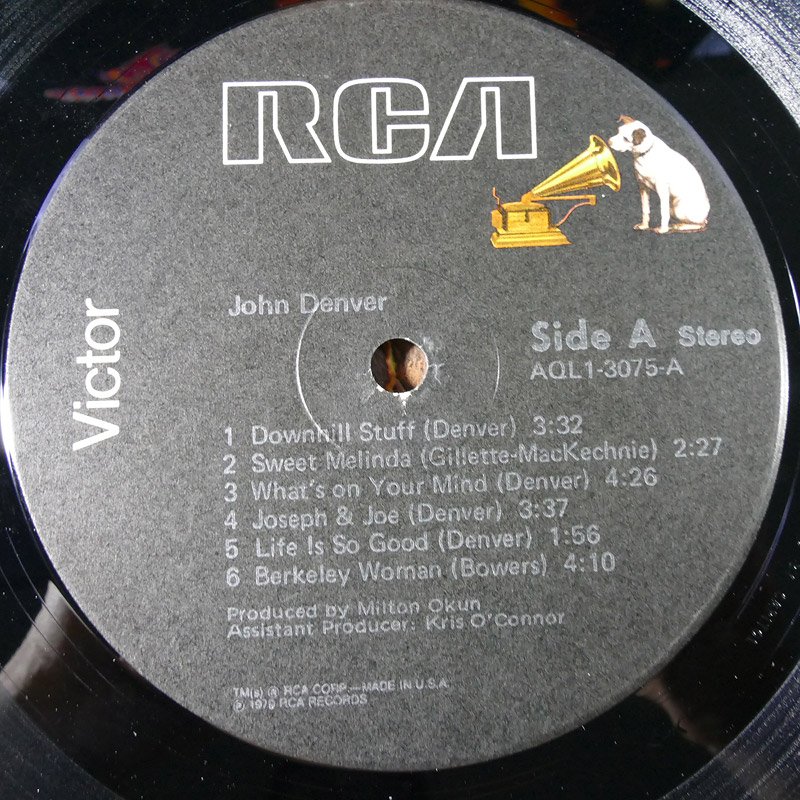 RCA
Victor
John Denver
Side A Stereo
AQL1-3075-A
1 Downhill Stuff (Denver) 3:32
2 Sweet Melinda (Gillette-MacKechnie) 2:27
3 What's on Your Mind (Denver) 4:26
4 Joseph & Joe (Denver) 3:37
5 Life Is So Good (Denver) 1:56
6 Berkeley Woman (Bowers) 4:10
Produced by Milton Okun
Assistant Producer: Kris O'Connor
TM(s) ® RCA CORP.—MADE IN U.S.A.
℗ 1979 RCA RECORDS